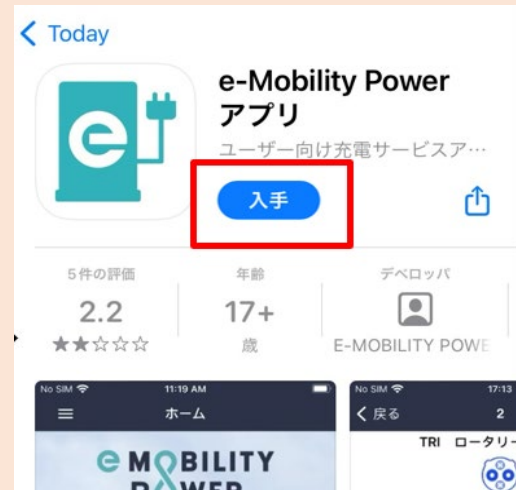 Today
e-Mobility Power
アプリ
ユーザー向け充電サービスア…
e
入手
5件の評価
年齢
デベロッパ
2.2
17+
★★☆☆☆
歳
E-MOBILITY POWE
No SIM
11:19 AM
No SIM
17:13
ホーム
戻る
2
e MOBILITY
POWER
TRI ロータリー